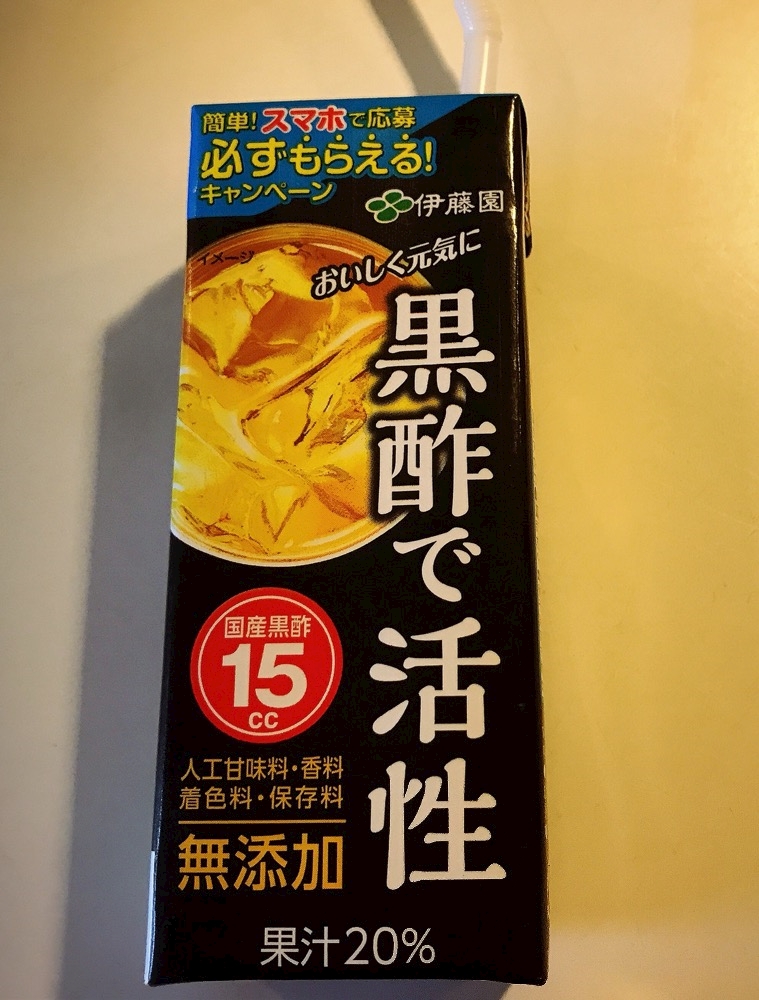 簡単!スマホで応募
必ずもらえる!
キャンペーン
伊藤園
イメージ
おいしく元気に
黒酢で活性
国産黒酢
15
cc
人工甘味料・香料
着色料・保存料
無添加
果汁20%